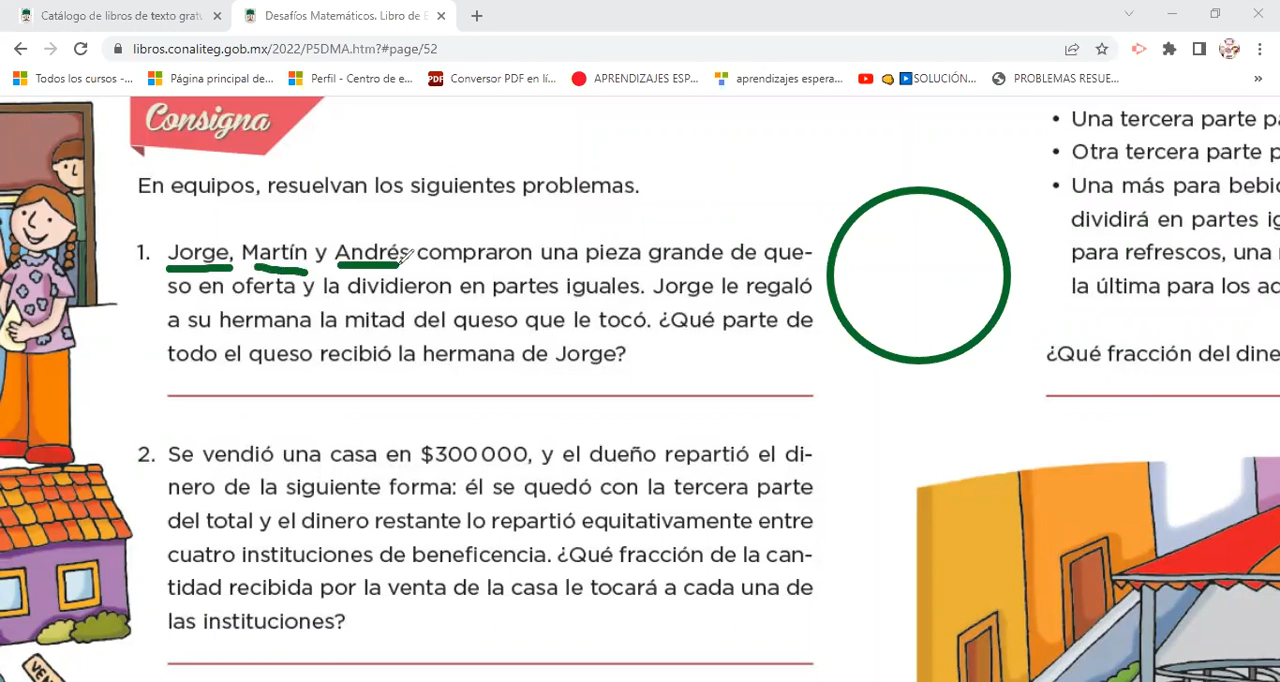 Catálogo de libros de texto gratu
Desafíos Matemáticos. Libro de E
libros.conaliteg.gob.mx/2022/P5DMA.htm?#page/52
Todos los cursos -...
Página principal de...
Perfil - Centro de e...
PDF
Conversor PDF en lí...
APRENDIZAJES ESP...
aprendizajes espera...
SOLUCIÓN...
PROBLEMAS RESUE...
»
Consigna
En equipos, resuelvan los siguientes problemas.
1. Jorge, Martín y Andrés compraron una pieza grande de que-
so en oferta y la dividieron en partes iguales. Jorge le regaló
a su hermana la mitad del queso que le tocó. ¿Qué parte de
todo el queso recibió la hermana de Jorge?
2. Se vendió una casa en $300 000, y el dueño repartió el di-
nero de la siguiente forma: él se quedó con la tercera parte
del total y el dinero restante lo repartió equitativamente entre
cuatro instituciones de beneficencia. ¿Qué fracción de la can-
tidad recibida por la venta de la casa le tocará a cada una de
las instituciones?
VEN
• Una tercera parte pa
• Otra tercera parte p
• Una más para bebi
dividirá en partes ig
para refrescos, una
la última para los ad
¿Qué fracción del dine